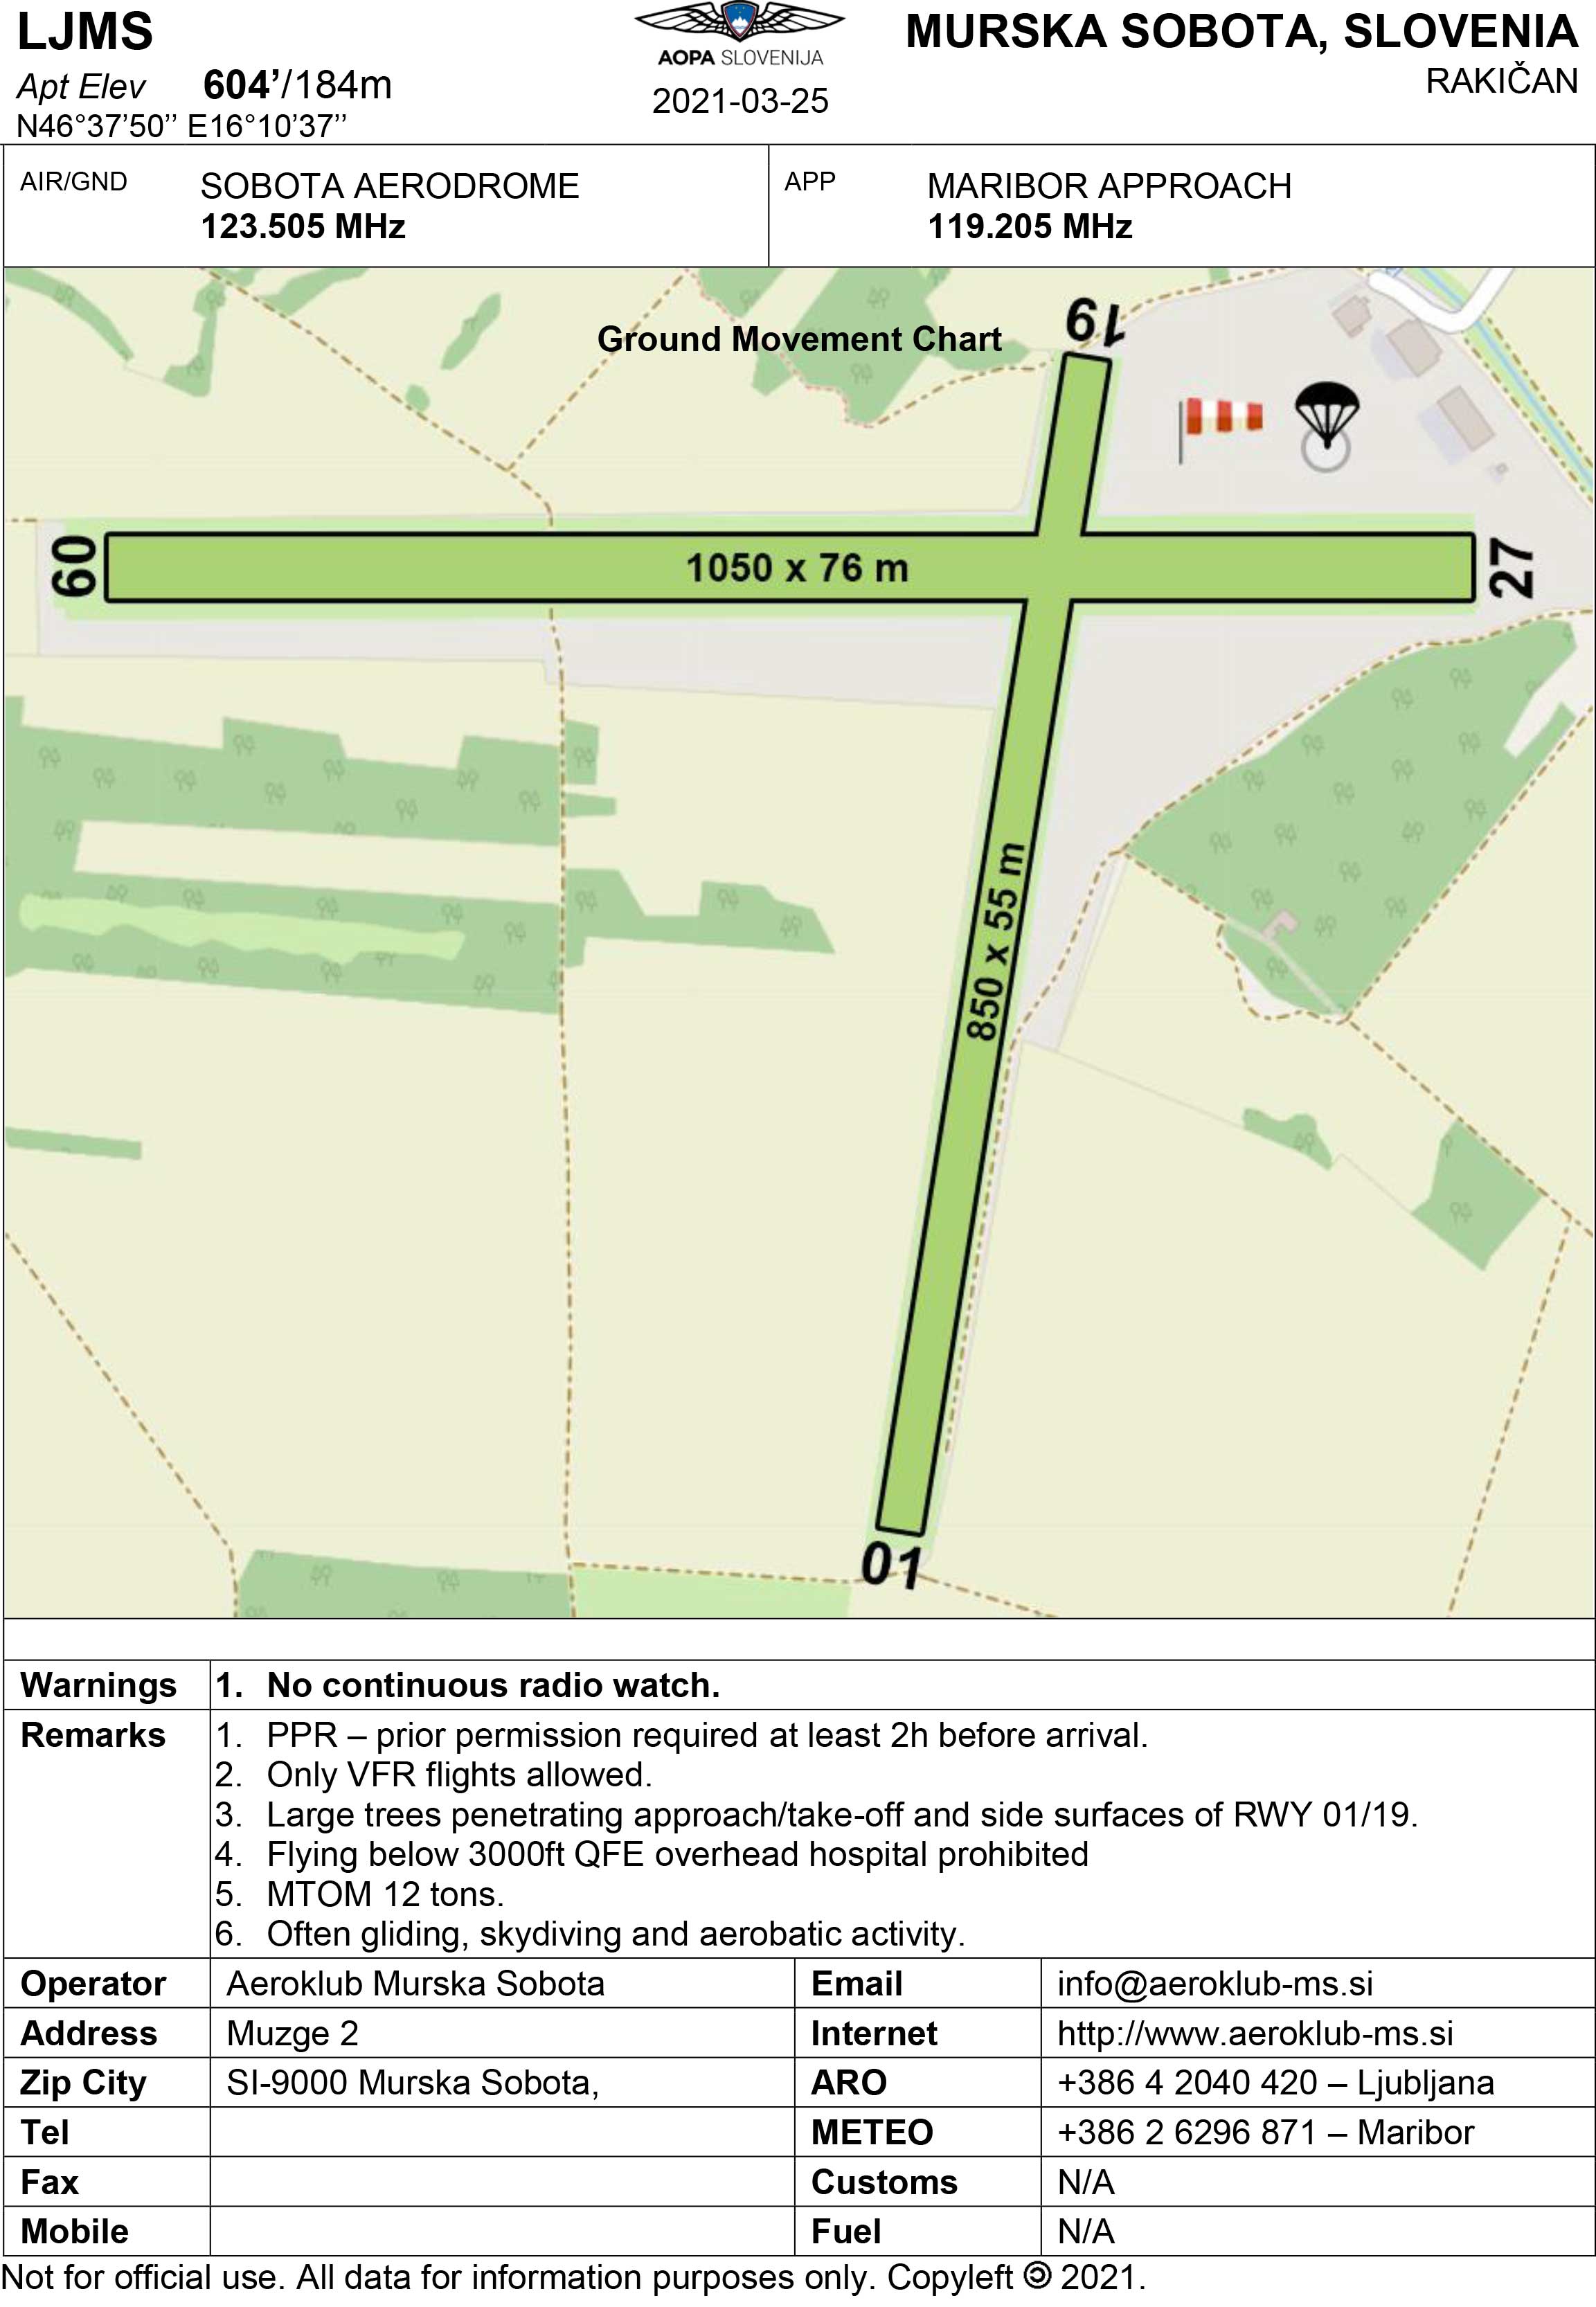 LJMS
Apt Elev 604’/184m
N46°37’50’’ E16°10’37’’
AOPA SLOVENIJA
2021-03-25
MURSKA SOBOTA, SLOVENIA
RAKIČAN
AIR/GND SOBOTA AERODROME
123.505 MHz
APP MARIBOR APPROACH
119.205 MHz
Ground Movement Chart
19
09
1050 x 76 m
27
850 x 55 m
01
Warnings 1. No continuous radio watch.
Remarks 1. PPR – prior permission required at least 2h before arrival.
2. Only VFR flights allowed.
3. Large trees penetrating approach/take-off and side surfaces of RWY 01/19.
4. Flying below 3000ft QFE overhead hospital prohibited
5. MTOM 12 tons.
6. Often gliding, skydiving and aerobatic activity.
Operator Aeroklub Murska Sobota Email info@aeroklub-ms.si
Address Muzge 2 Internet http://www.aeroklub-ms.si
Zip City SI-9000 Murska Sobota, ARO +386 4 2040 420 – Ljubljana
Tel METEO +386 2 6296 871 – Maribor
Fax Customs N/A
Mobile Fuel N/A
Not for official use. All data for information purposes only. Copyleft 🄯 2021.